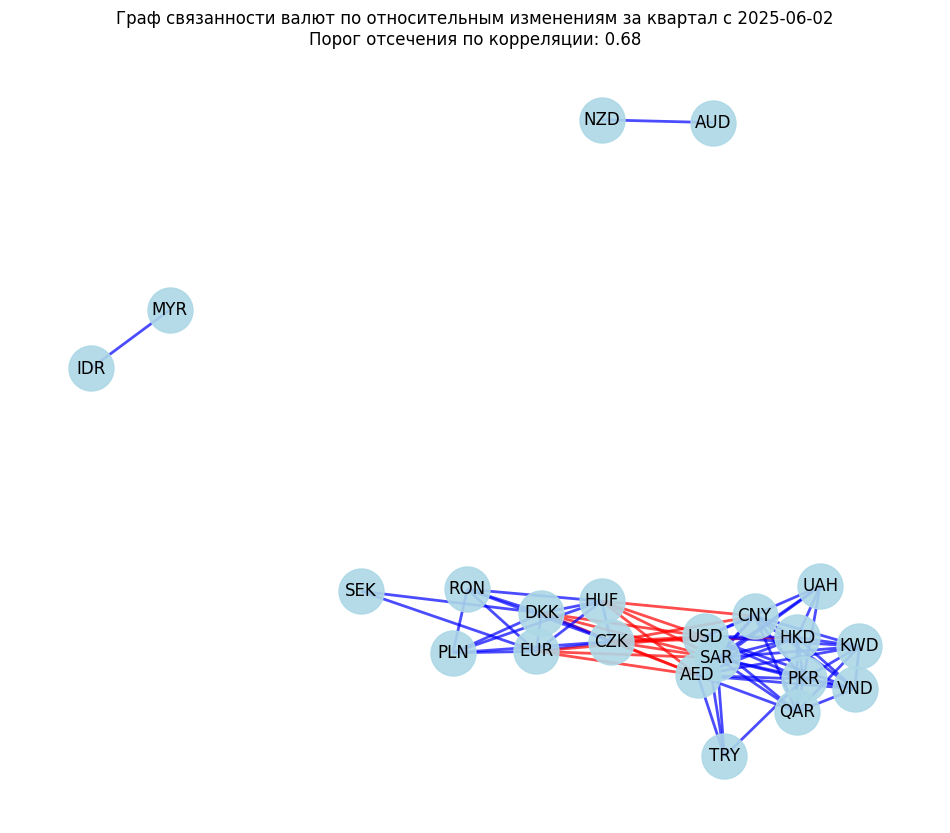 Граф связанности валют по относительным изменениям за квартал с 2025-06-02
Порог отсечения по корреляции: 0.68
NZD
AUD
MYR
IDR
SEK
RON
DKK
HUF
CNY
UAH
PLN
EUR
CZK
USD
HKD
KWD
SAR
AED
PKR
VND
QAR
TRY